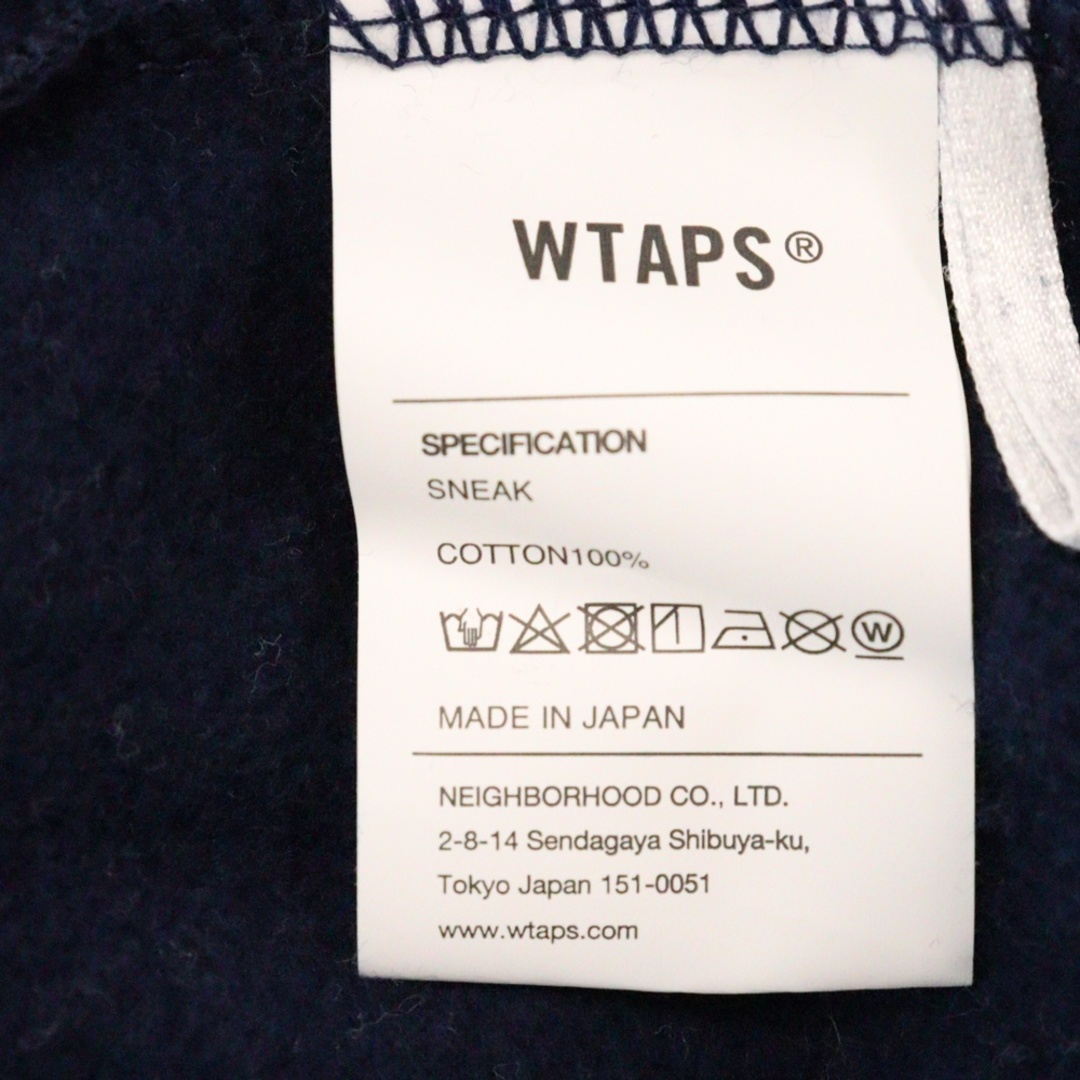 WTAPS®
SPECIFICATION
SNEAK
COTTON100%
W
MADE IN JAPAN
NEIGHBORHOOD CO., LTD.
2-8-14 Sendagaya Shibuya-ku,
Tokyo Japan 151-0051
www.wtaps.com